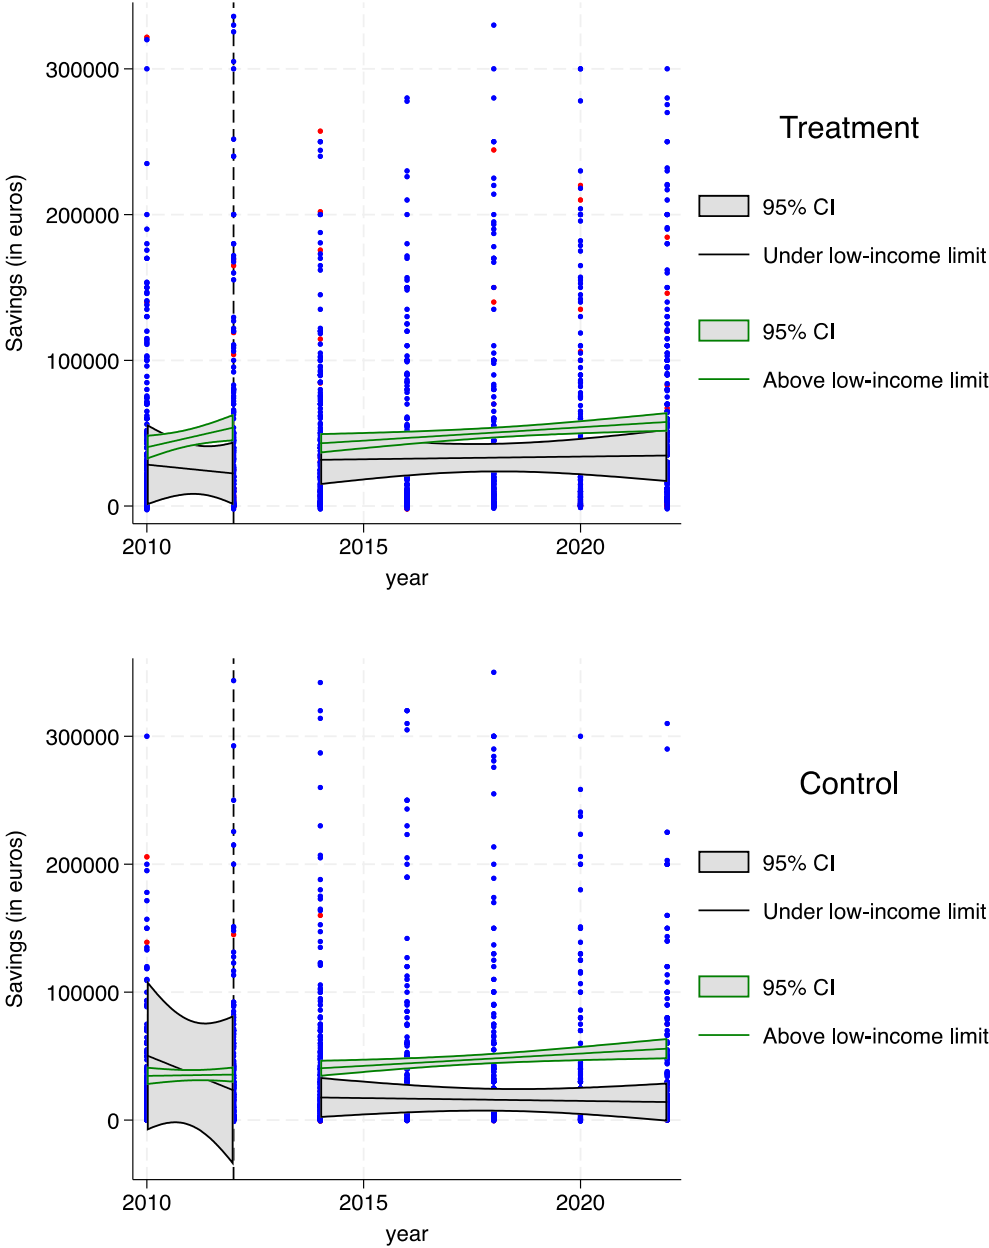 Savings (in euros)
300000
200000
100000
0
2010
2015
2020
year
Treatment
95% CI
Under low-income limit
95% CI
Above low-income limit
Savings (in euros)
300000
200000
100000
0
2010
2015
2020
year
Control
95% CI
Under low-income limit
95% CI
Above low-income limit